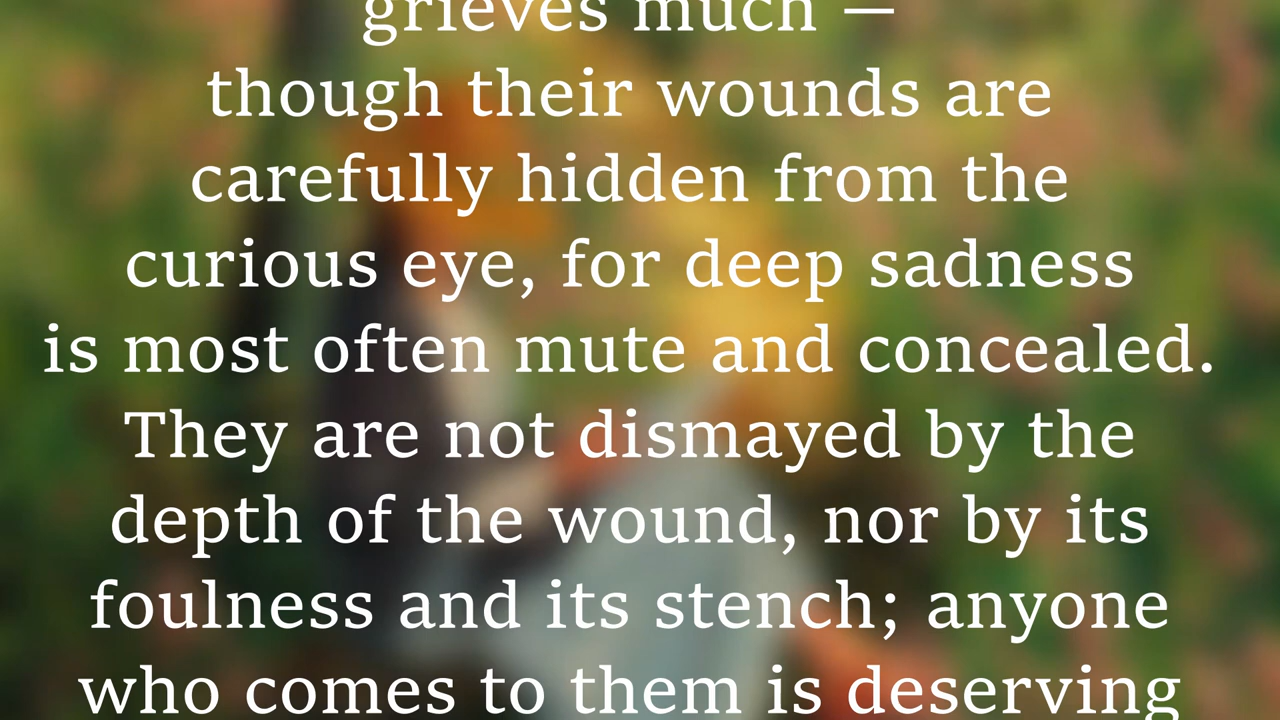 grieves much —
though their wounds are
carefully hidden from the
curious eye, for deep sadness
is most often mute and concealed.
They are not dismayed by the
depth of the wound, nor by its
foulness and its stench; anyone
who comes to them is deserving